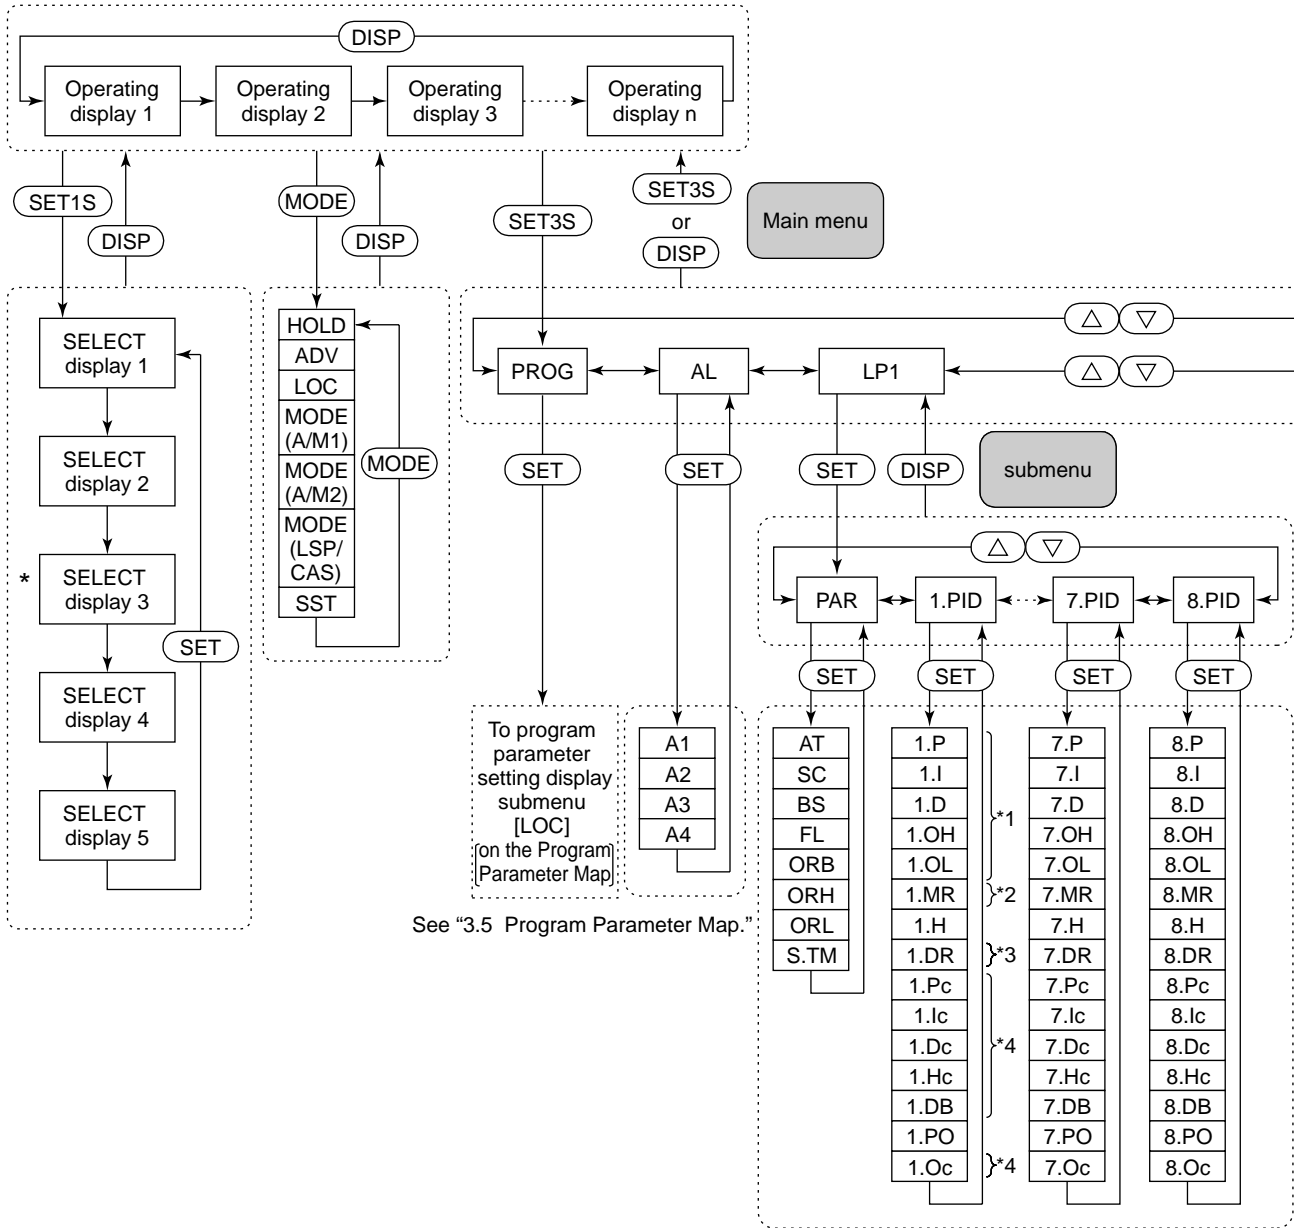 DISP
Operating
display 1
Operating
display 2
Operating
display 3
Operating
display n
SET1S
DISP
MODE
DISP
SET3S
SET3S
or
DISP
Main menu
SELECT
display 1
SELECT
display 2
*
SELECT
display 3
SELECT
display 4
SELECT
display 5
SET
HOLD
ADV
LOC
MODE
(A/M1)
MODE
(A/M2)
MODE
(LSP/
CAS)
SST
MODE
△ ▽
PROG
AL
LP1
△ ▽
SET
SET
SET
DISP
submenu
△ ▽
PAR
1.PID
7.PID
8.PID
SET
SET
SET
SET
To program
parameter
setting display
submenu
[LOC]
(on the Program
Parameter Map)
See “3.5 Program Parameter Map.”
A1
A2
A3
A4
AT
SC
BS
FL
ORB
ORH
ORL
S.TM
1.P
1.I
1.D
1.OH
1.OL
1.MR
1.H
1.DR
1.Pc
1.Ic
1.Dc
1.Hc
1.DB
1.PO
1.Oc
*1
*2
*3
*4
*4
7.P
7.I
7.D
7.OH
7.OL
7.MR
7.H
7.DR
7.Pc
7.Ic
7.Dc
7.Hc
7.DB
7.PO
7.Oc
8.P
8.I
8.D
8.OH
8.OL
8.MR
8.H
8.DR
8.Pc
8.Ic
8.Dc
8.Hc
8.DB
8.PO
8.Oc